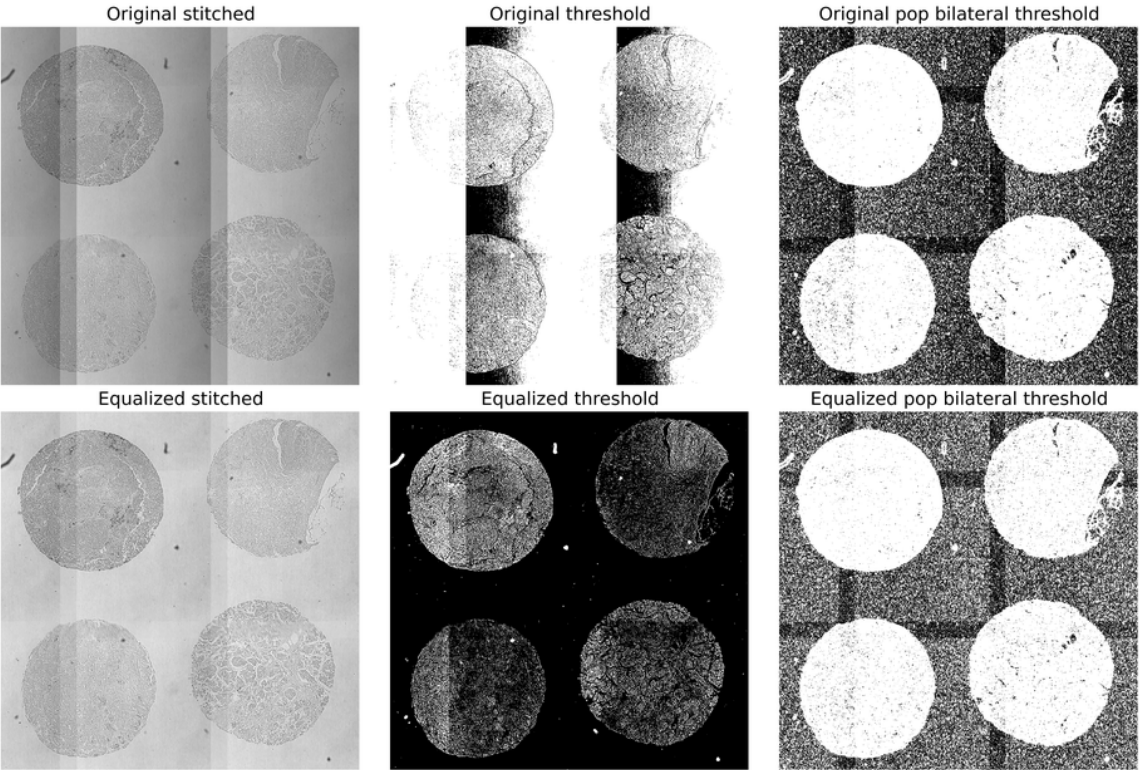 Original stitched
Original threshold
Original pop bilateral threshold
Equalized stitched
Equalized threshold
Equalized pop bilateral threshold